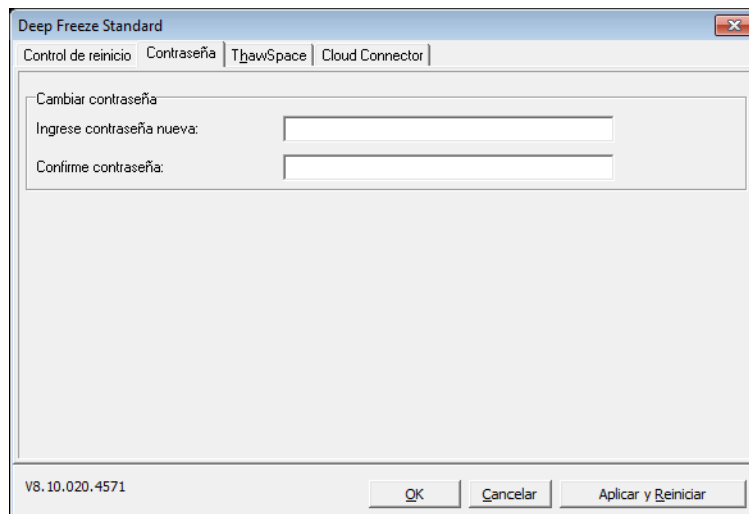 Deep Freeze Standard
Control de reinicio Contraseña ThawSpace Cloud Connector
Cambiar contraseña
Ingrese contraseña nueva:
Confirme contraseña:
V8.10.020.4571 OK Cancelar Aplicar y Reiniciar